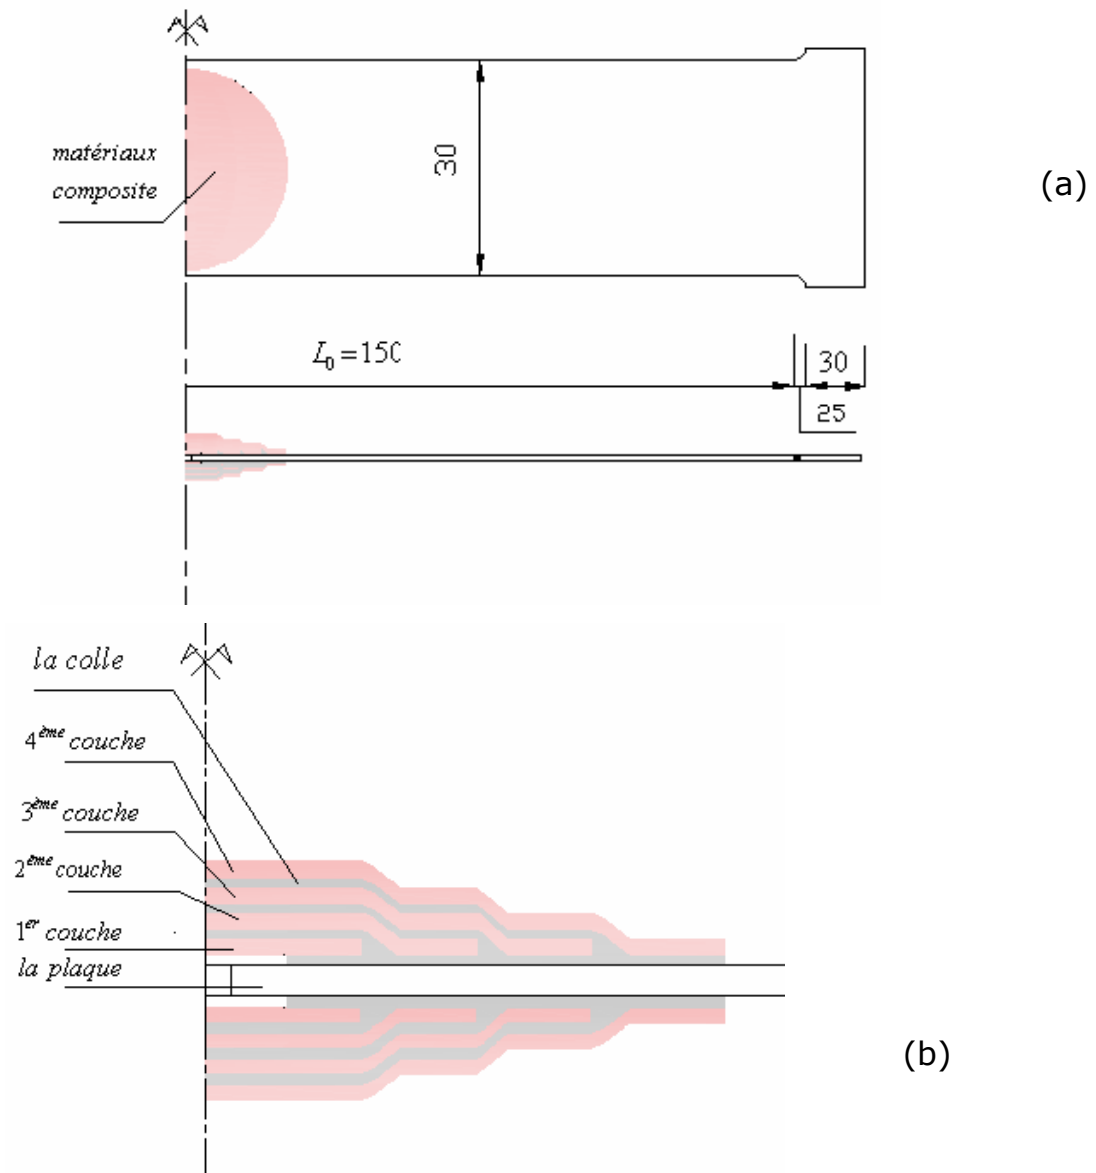 matériaux
composite
30
(a)
L₀=150
30
25
la colle
4ème couche
3ème couche
2ème couche
1er couche
la plaque
(b)